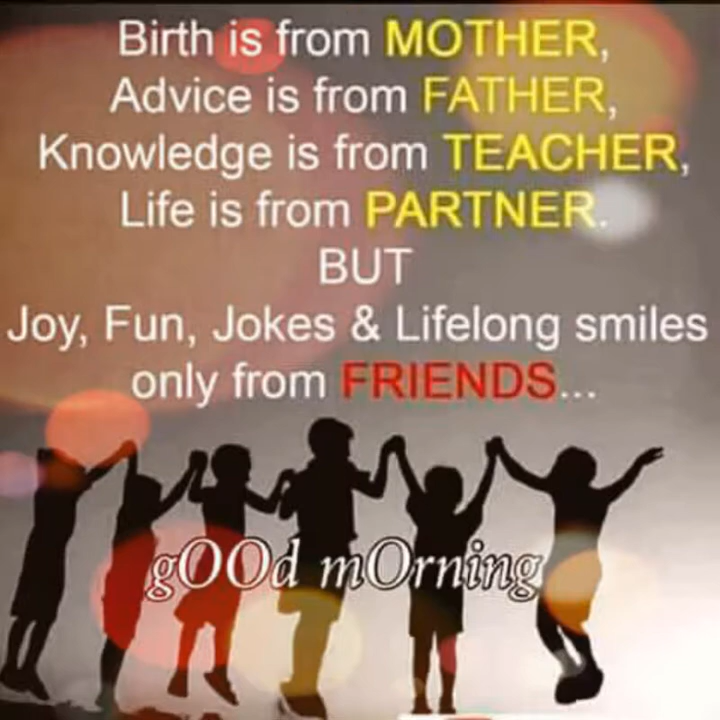 Birth is from MOTHER,
Advice is from FATHER,
Knowledge is from TEACHER,
Life is from PARTNER.
BUT
Joy, Fun, Jokes & Lifelong smiles
only from FRIENDS...
gOOd mOrning